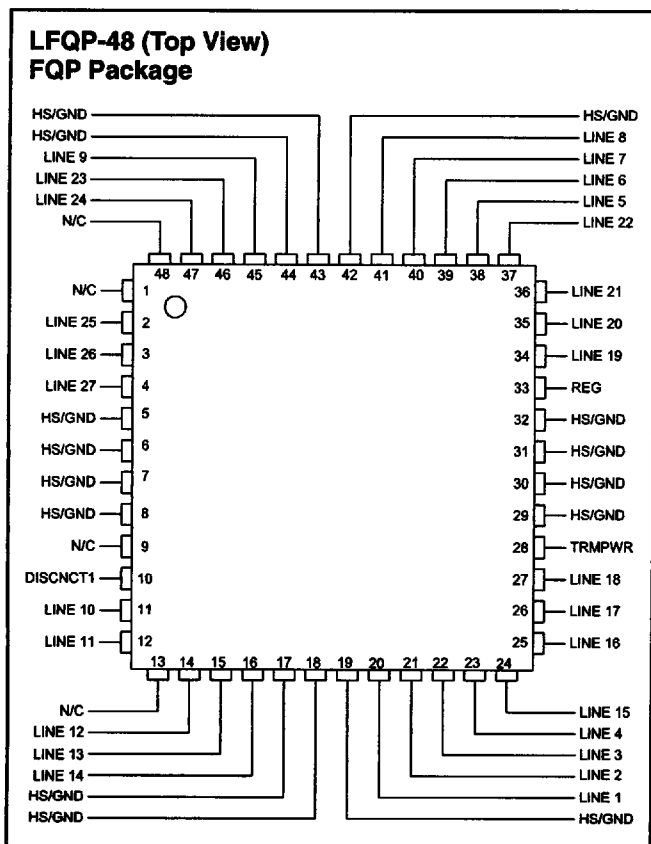 LFQP-48 (Top View)
FQP Package
HS/GND
HS/GND
LINE 9
LINE 23
LINE 24
N/C
HS/GND
LINE 8
LINE 7
LINE 6
LINE 5
LINE 22
48 47 46 45 44 43 42 41 40 39 38 37
N/C 1
LINE 25 2
LINE 26 3
LINE 27 4
HS/GND 5
HS/GND 6
HS/GND 7
HS/GND 8
N/C 9
DISCNCT1 10
LINE 10 11
LINE 11 12
36 LINE 21
35 LINE 20
34 LINE 19
33 REG
32 HS/GND
31 HS/GND
30 HS/GND
29 HS/GND
28 TRMPWR
27 LINE 18
26 LINE 17
25 LINE 16
13 14 15 16 17 18 19 20 21 22 23 24
N/C
LINE 12
LINE 13
LINE 14
HS/GND
HS/GND
LINE 15
LINE 4
LINE 3
LINE 2
LINE 1
HS/GND